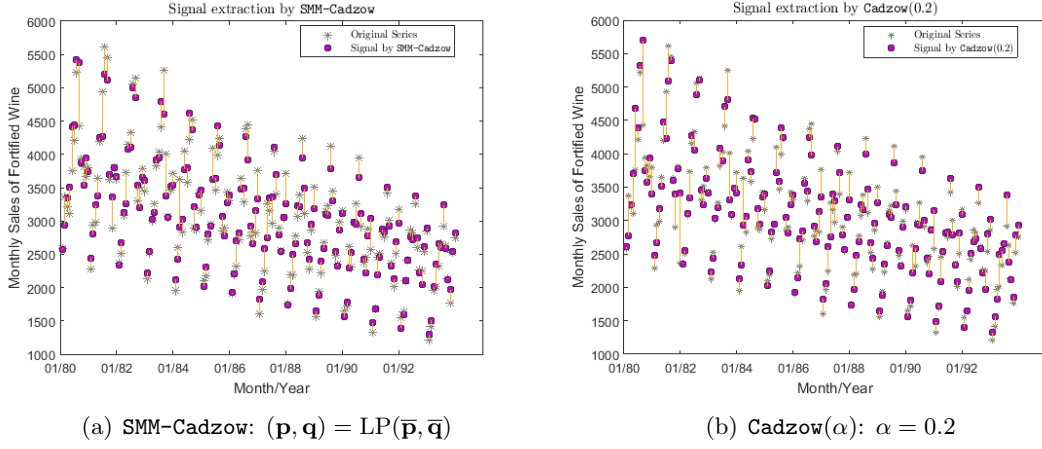 Signal extraction by SMM-Cadzow
Original Series
Signal by SMM-Cadzow
Monthly Sales of Fortified Wine
6000
5500
5000
4500
4000
3500
3000
2500
2000
1500
1000
01/80 01/82 01/84 01/86 01/88 01/90 01/92
Month/Year
(a) SMM-Cadzow: (p, q) = LP(p̅, q̅)
Signal extraction by Cadzow(0.2)
Original Series
Signal by Cadzow(0.2)
Monthly Sales of Fortified Wine
6000
5500
5000
4500
4000
3500
3000
2500
2000
1500
1000
01/80 01/82 01/84 01/86 01/88 01/90 01/92
Month/Year
(b) Cadzow(α): α = 0.2